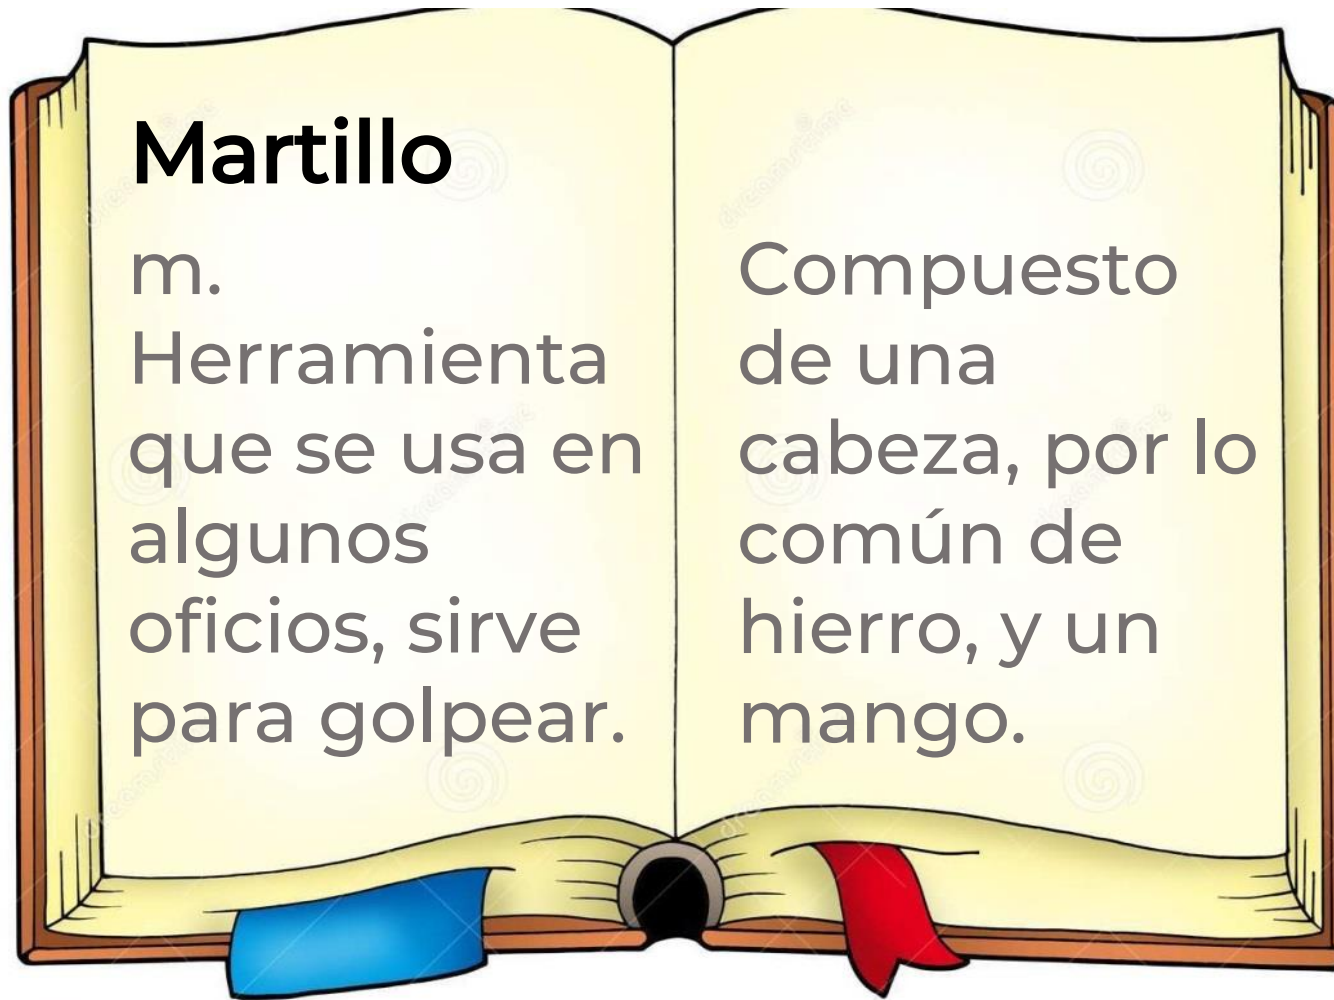 Martillo
m.
Herramienta
que se usa en
algunos
oficios, sirve
para golpear.
Compuesto
de una
cabeza, por lo
común de
hierro, y un
mango.